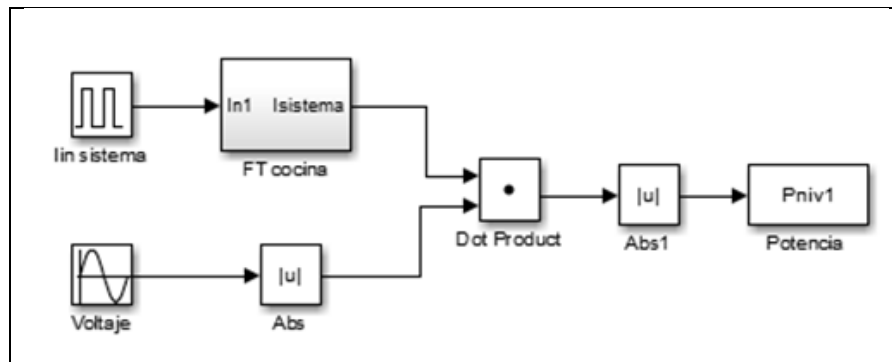 In1 Isistema
Iin sistema
FT cocina
Dot Product
|u|
Abs1
Pniv1
Potencia
Voltaje
|u|
Abs